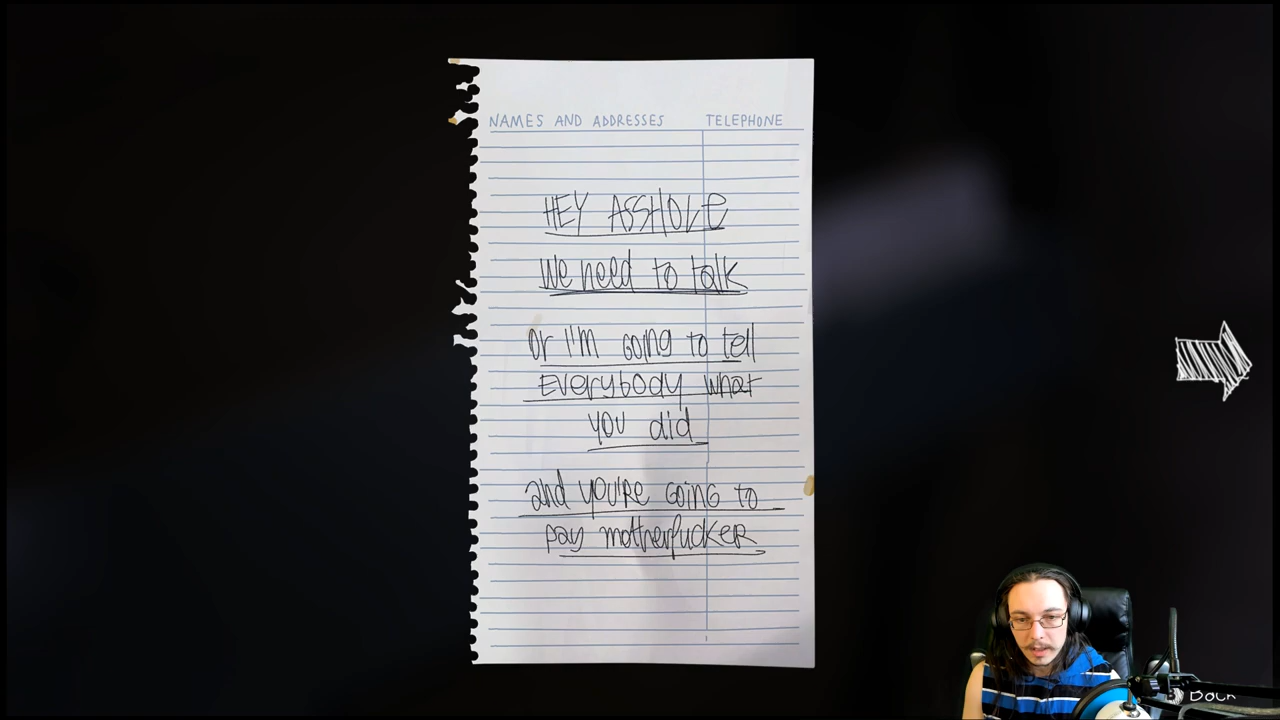 NAMES AND ADDRESSES TELEPHONE
HEY ASSHOLE
We need to talk
Or I'm going to tell
Everybody what
you did
and you're going to
pay motherfucker
Back